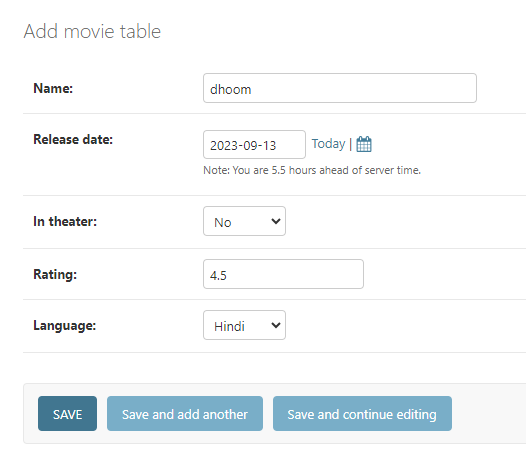 Add movie table
Name: dhoom
Release date: 2023-09-13 Today |
Note: You are 5.5 hours ahead of server time.
In theater: No
Rating: 4.5
Language: Hindi
SAVE Save and add another Save and continue editing